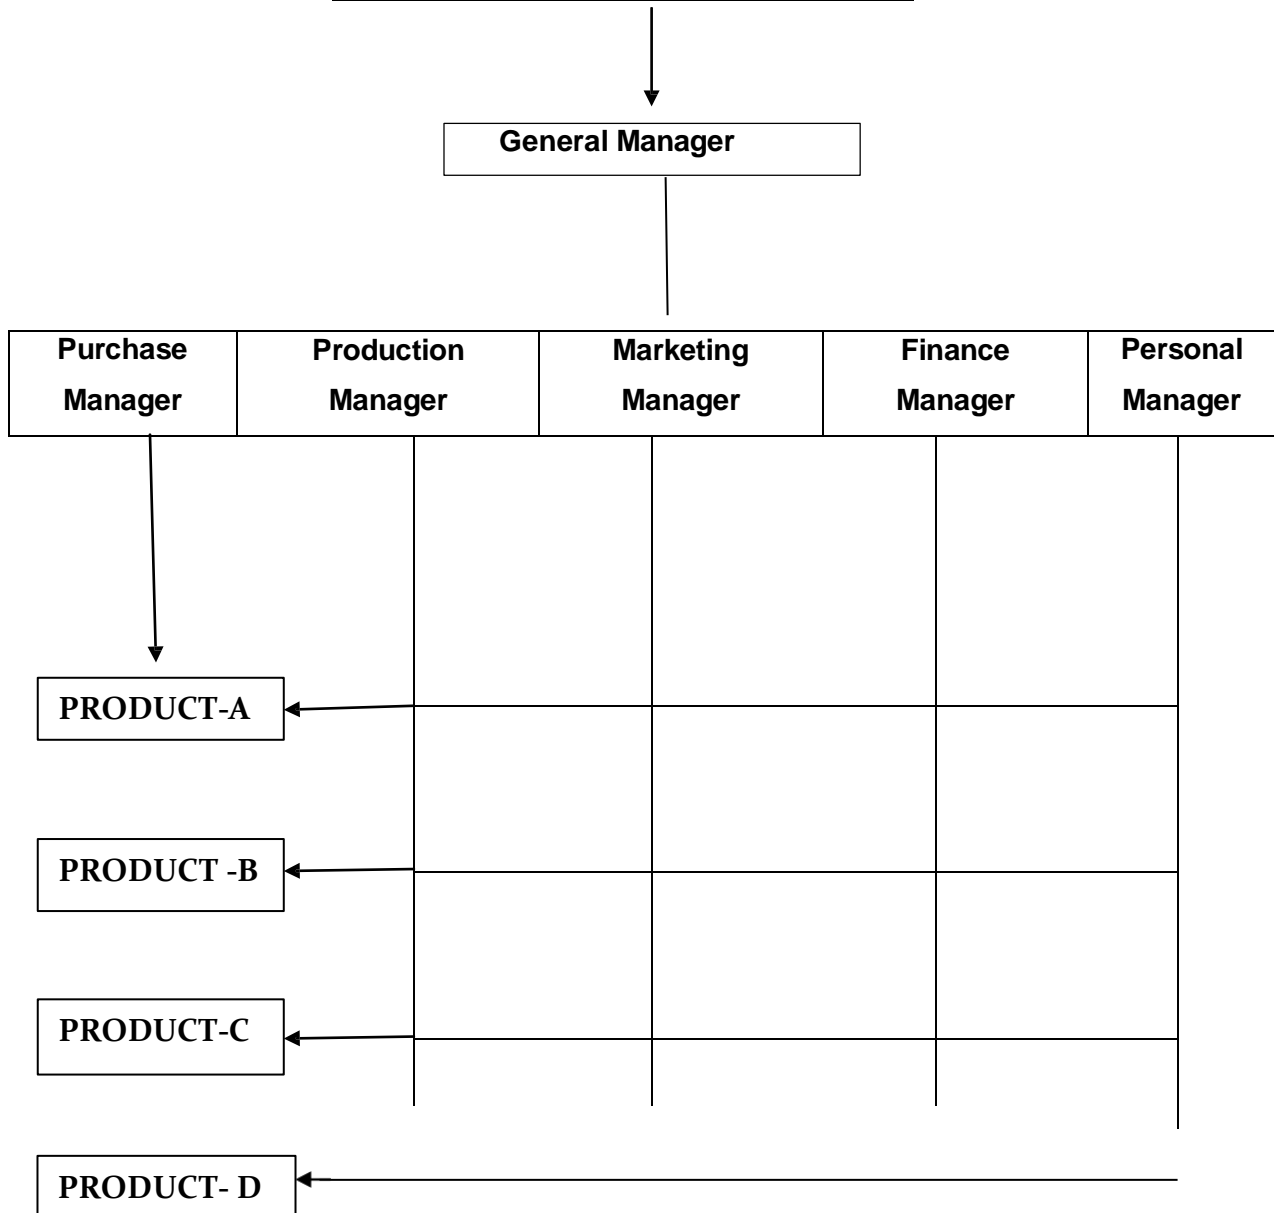 General Manager
Purchase Manager
Production Manager
Marketing Manager
Finance Manager
Personal Manager
PRODUCT-A
PRODUCT -B
PRODUCT-C
PRODUCT- D